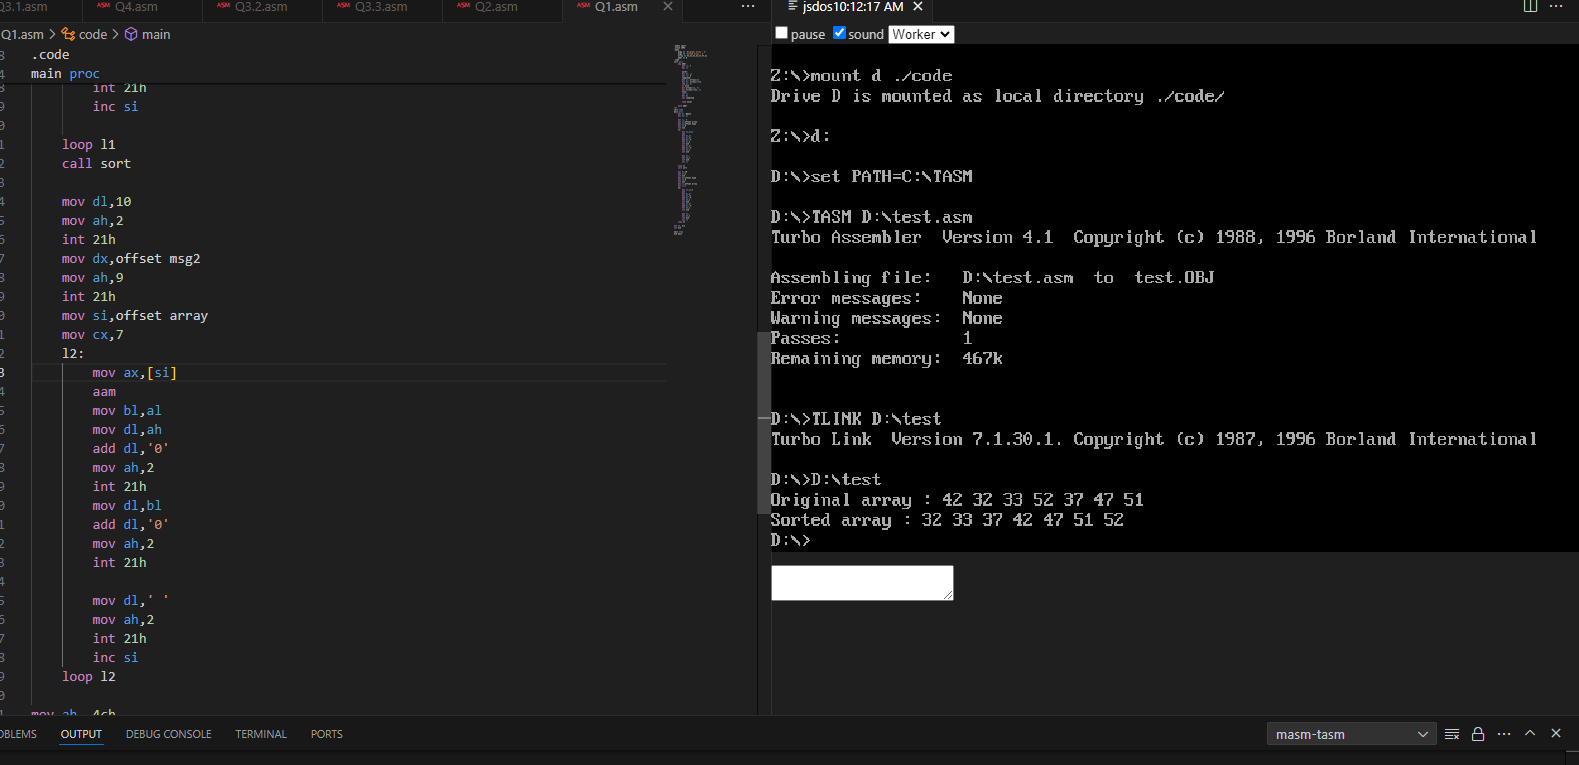 Q3.1.asm
ASM Q4.asm
ASM Q3.2.asm
ASM Q3.3.asm
ASM Q2.asm
ASM Q1.asm
Q1.asm > code > main
.code
main proc
int 21h
inc si
loop l1
call sort
mov dl,10
mov ah,2
int 21h
mov dx,offset msg2
mov ah,9
int 21h
mov si,offset array
mov cx,7
l2:
mov ax,[si]
aam
mov bl,al
mov dl,ah
add dl,'0'
mov ah,2
int 21h
mov dl,bl
add dl,'0'
mov ah,2
int 21h
mov dl,' '
mov ah,2
int 21h
inc si
loop l2
mov ah, 4ch
jsdos10:12:17 AM
pause sound Worker
Z:\>mount d ./code
Drive D is mounted as local directory ./code/
Z:\>d:
D:\>set PATH=C:\TASM
D:\>TASM D:\test.asm
Turbo Assembler Version 4.1 Copyright (c) 1988, 1996 Borland International
Assembling file: D:\test.asm to test.OBJ
Error messages: None
Warning messages: None
Passes: 1
Remaining memory: 467k
D:\>TLINK D:\test
Turbo Link Version 7.1.30.1. Copyright (c) 1987, 1996 Borland International
D:\>D:\test
Original array : 42 32 33 52 37 47 51
Sorted array : 32 33 37 42 47 51 52
D:\>
OBLEMS OUTPUT DEBUG CONSOLE TERMINAL PORTS
masm-tasm